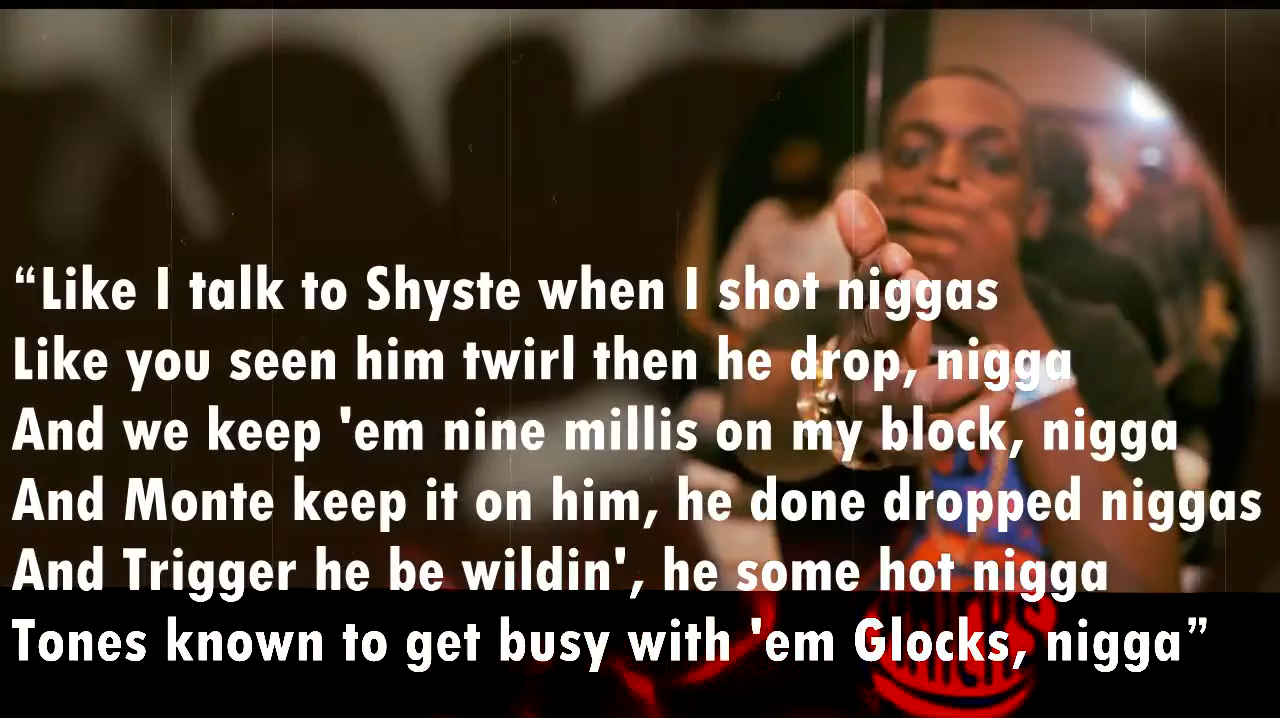 “Like I talk to Shyste when I shot niggas
Like you seen him twirl then he drop, nigga
And we keep 'em nine millis on my block, nigga
And Monte keep it on him, he done dropped niggas
And Trigger he be wildin', he some hot nigga
Tones known to get busy with 'em Glocks, nigga”
KNICKS